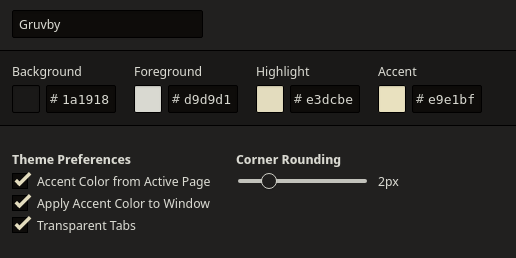 Gruvby
Background Foreground Highlight Accent
# 1a1918 # d9d9d1 # e3dcbe # e9e1bf
Theme Preferences Corner Rounding
Accent Color from Active Page 2px
Apply Accent Color to Window
Transparent Tabs